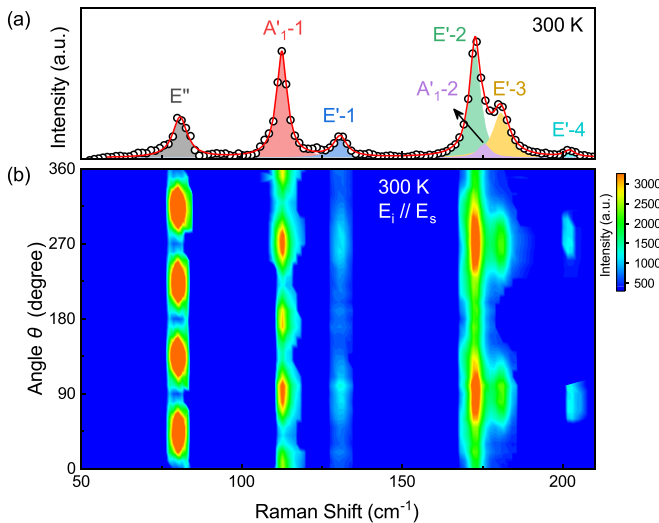 (a)
300 K
Intensity (a.u.)
E"
A'₁-1
E'-1
E'-2
A'₁-2
E'-3
E'-4
(b)
300 K
Eᵢ // Eₛ
360
270
180
90
0
Angle θ (degree)
50
100
150
200
Raman Shift (cm⁻¹)
Intensity (a.u.)
3000
2500
2000
1500
1000
500